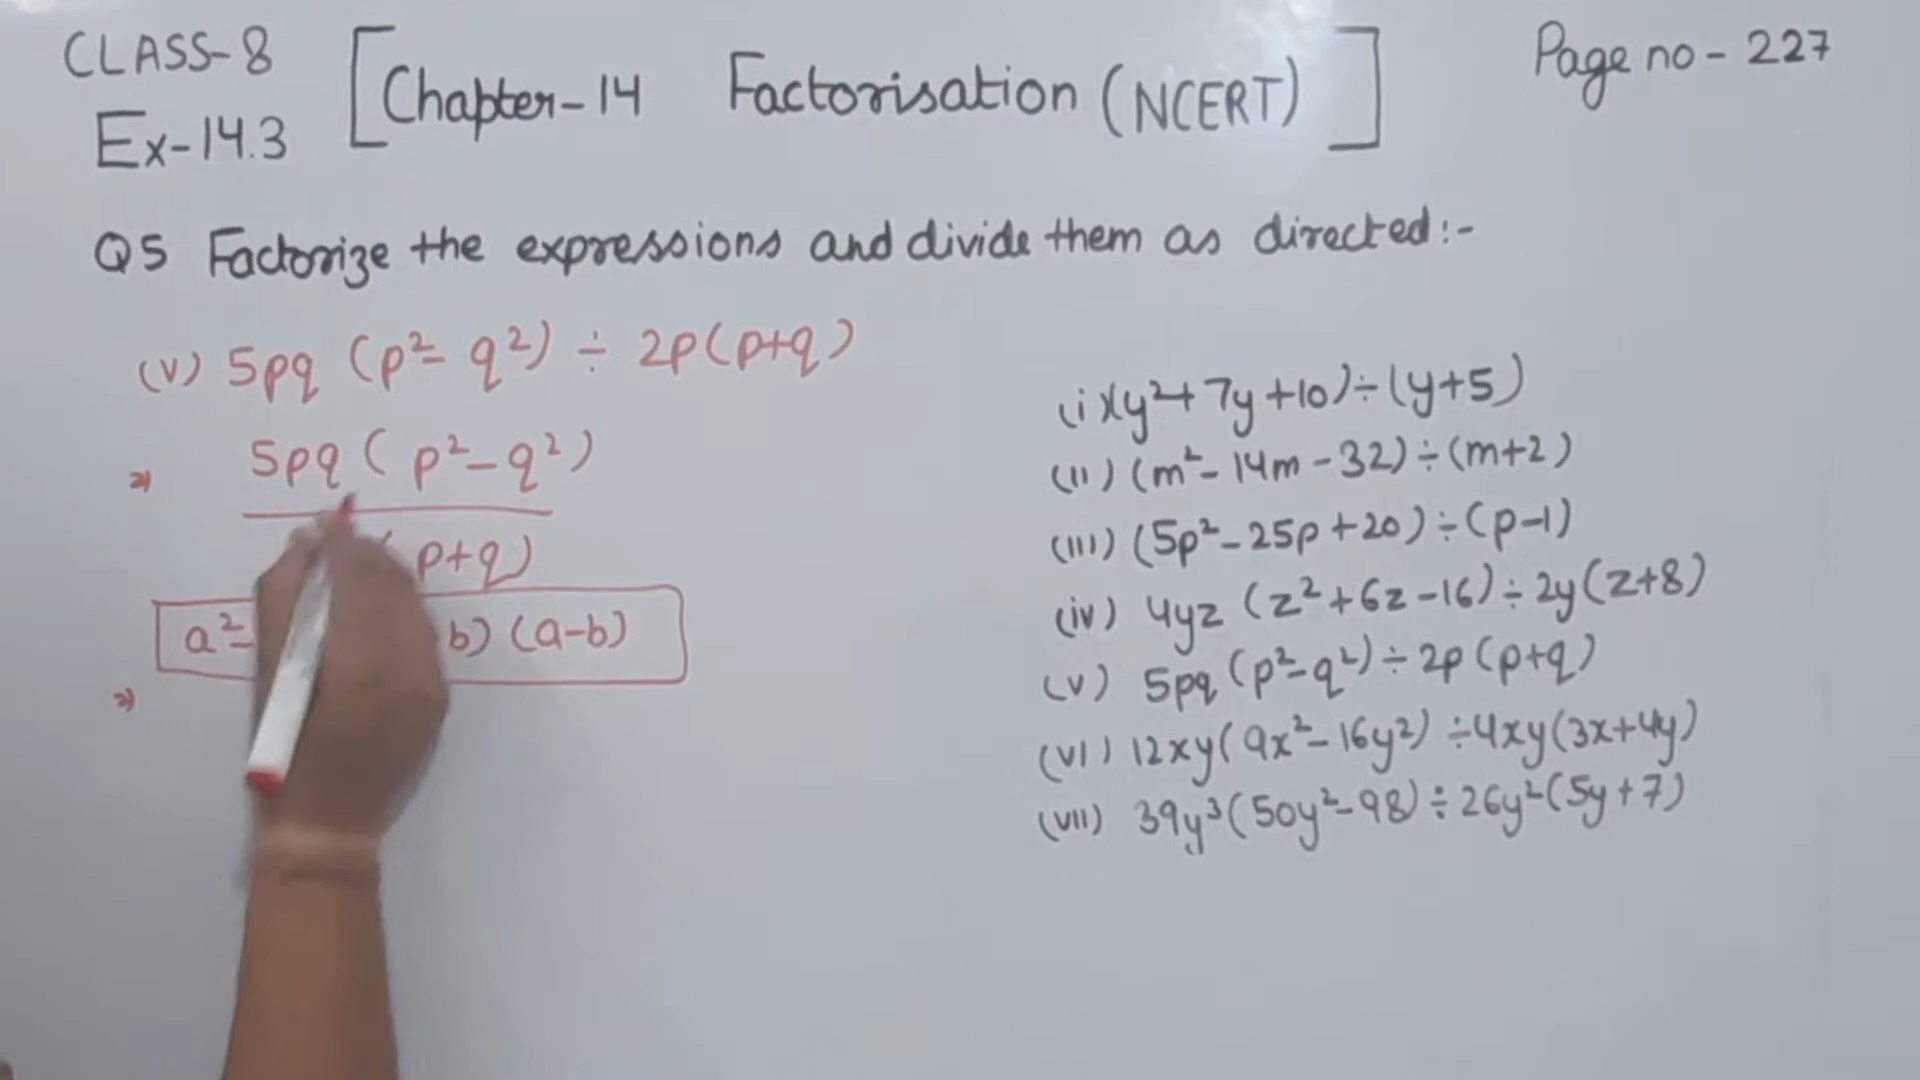 CLASS-8
Ex-14.3
[Chapter-14 Factorisation (NCERT)]
Page no - 227
Q5 Factorize the expressions and divide them as directed:-
(v) 5pq (p²- q²) ÷ 2p(p+q)
⇒ 5pq ( p²-q²)
( p+q)
a²- b) (a-b)
⇒
(i)(y²+ 7y +10)÷(y+5)
(ii) (m²- 14m - 32)÷(m+2)
(iii) (5p²-25p+20)÷(p-1)
(iv) 4yz (z²+6z-16)÷2y(z+8)
(v) 5pq (p²-q²)÷2p(p+q)
(vi) 12xy(9x²-16y²) ÷4xy(3x+4y)
(vii) 39y³(50y²-98)÷26y²(5y+7)